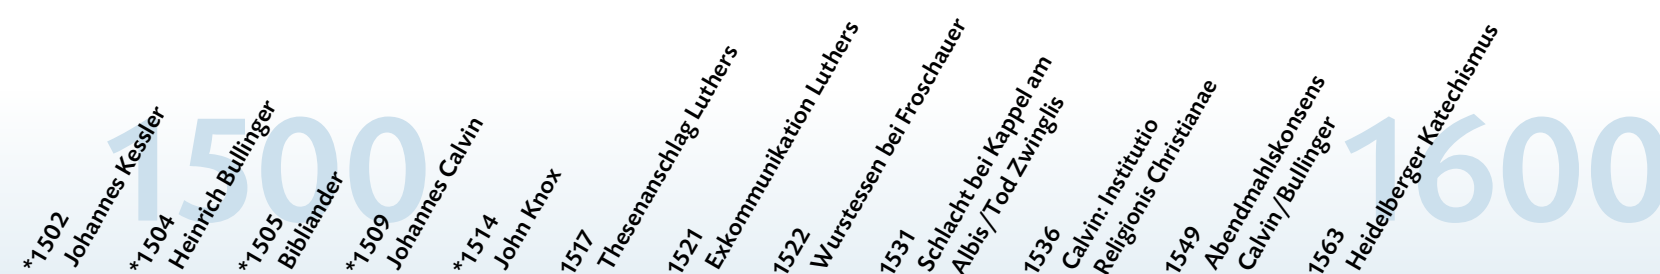 1500
1600
*1502
Johannes Kessler
*1504
Heinrich Bullinger
*1505
Bibliander
*1509
Johannes Calvin
*1514
John Knox
1517
Thesenanschlag Luthers
1521
Exkommunikation Luthers
1522
Wurstessen bei Froschauer
1531
Schlacht bei Kappel am
Albis/Tod Zwinglis
1536
Calvin: Institutio
Religionis Christianae
1549
Abendmahlskonsens
Calvin/Bullinger
1563
Heidelberger Katechismus